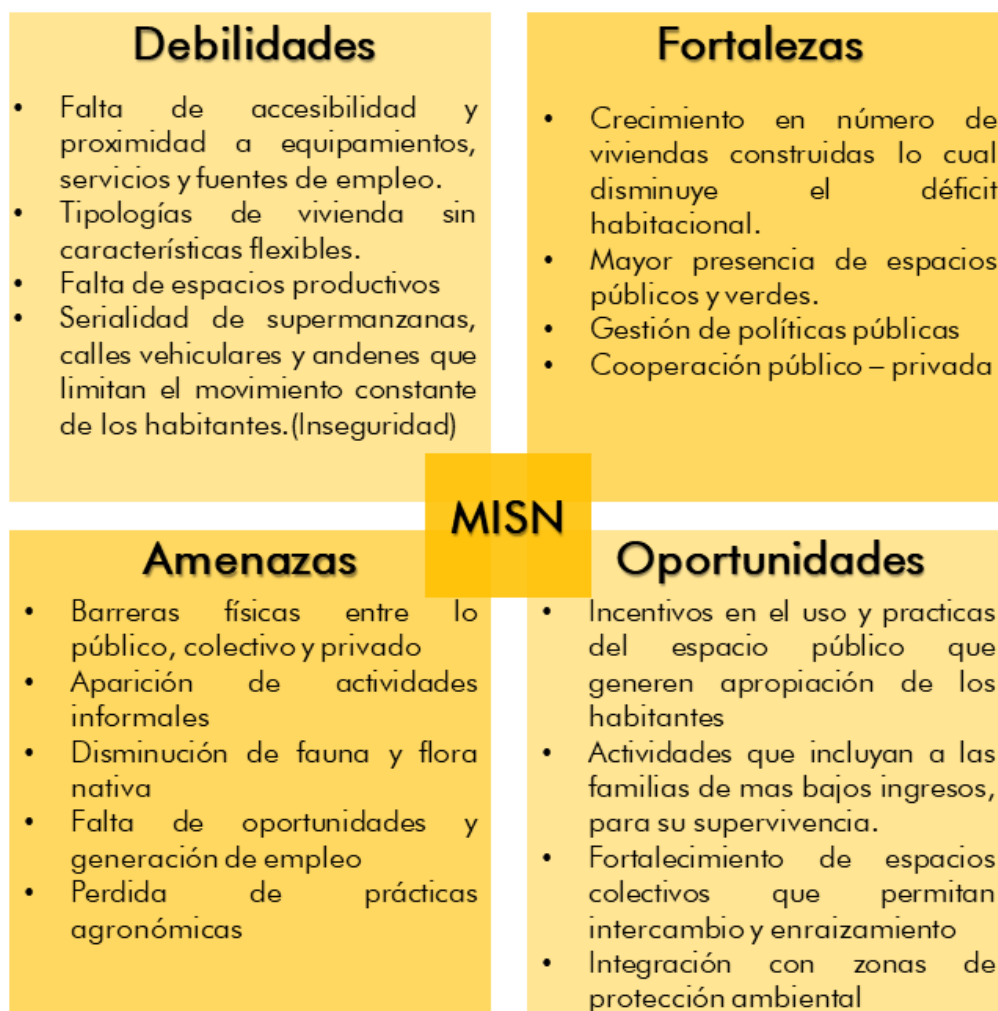 Debilidades
• Falta de accesibilidad y
proximidad a equipamientos,
servicios y fuentes de empleo.
• Tipologías de vivienda sin
características flexibles.
• Falta de espacios productivos
• Serialidad de supermanzanas,
calles vehiculares y andenes que
limitan el movimiento constante
de los habitantes.(Inseguridad)
Fortalezas
• Crecimiento en número de
viviendas construidas lo cual
disminuye el déficit
habitacional.
• Mayor presencia de espacios
públicos y verdes.
• Gestión de políticas públicas
• Cooperación público – privada
MISN
Amenazas
• Barreras físicas entre lo
público, colectivo y privado
• Aparición de actividades
informales
• Disminución de fauna y flora
nativa
• Falta de oportunidades y
generación de empleo
• Perdida de prácticas
agronómicas
Oportunidades
• Incentivos en el uso y practicas
del espacio público que
generen apropiación de los
habitantes
• Actividades que incluyan a las
familias de mas bajos ingresos,
para su supervivencia.
• Fortalecimiento de espacios
colectivos que permitan
intercambio y enraizamiento
• Integración con zonas de
protección ambiental